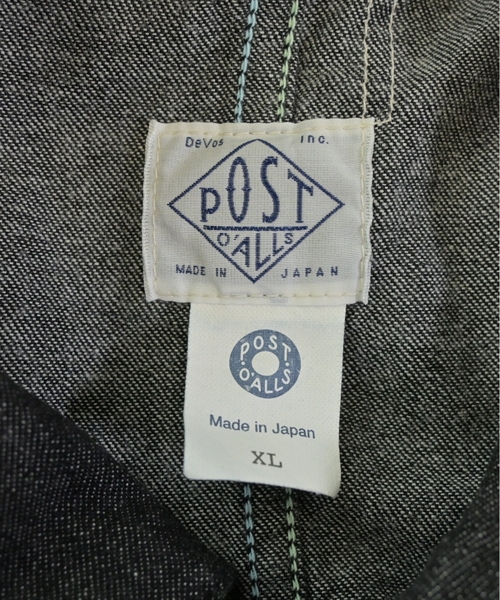 DeVos Inc.
POST
O'ALLS
MADE IN JAPAN
POST
O'ALLS
Made in Japan
XL